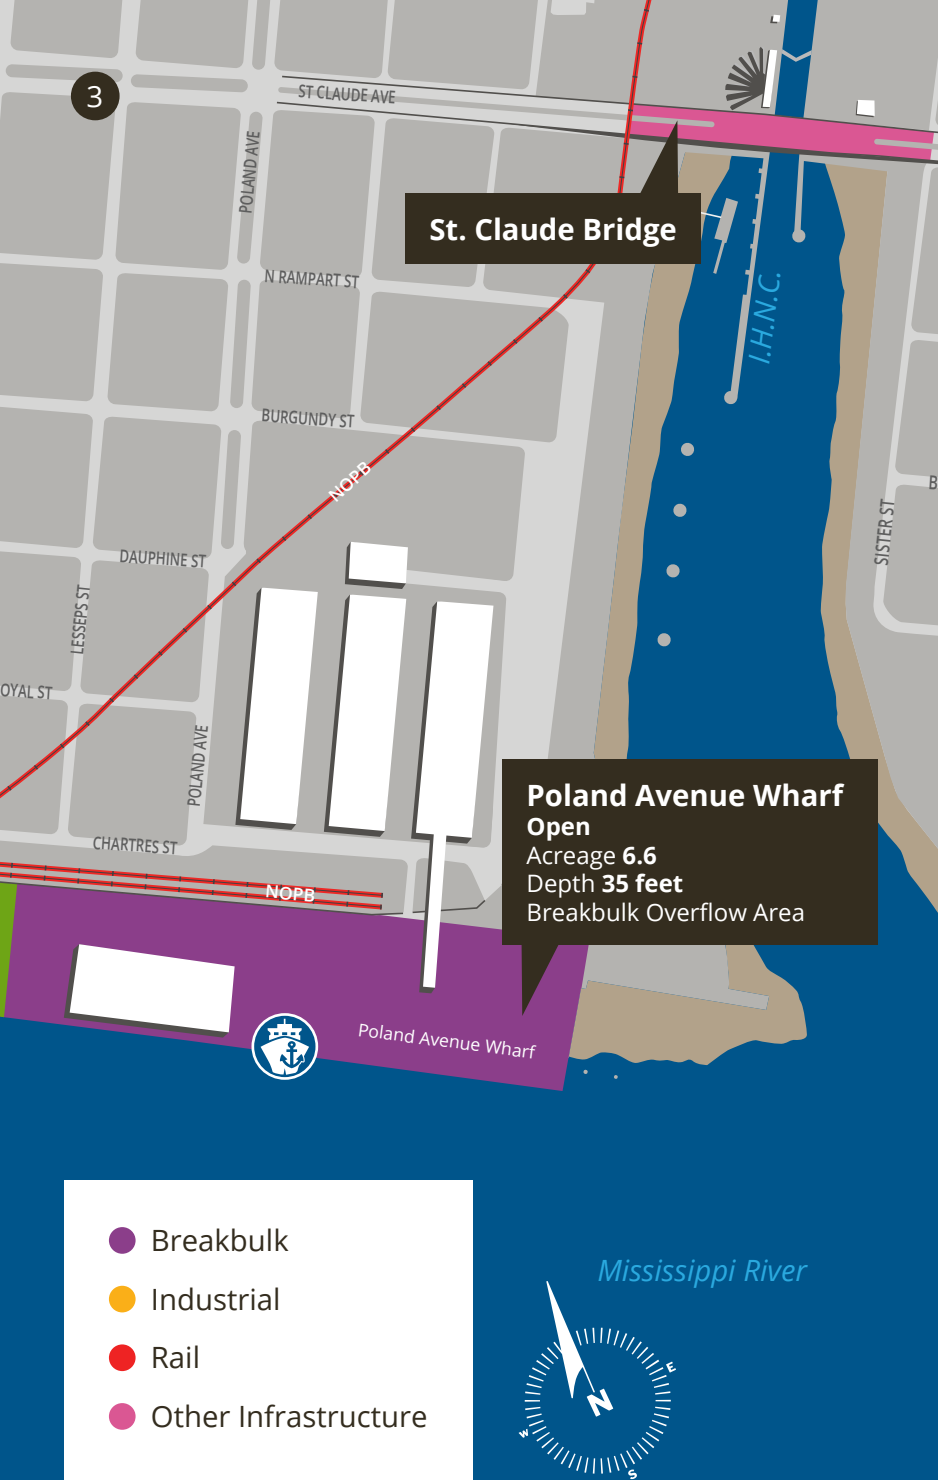 3
ST CLAUDE AVE
POLAND AVE
St. Claude Bridge
N RAMPART ST
I.H.N.C.
BURGUNDY ST
NOPB
SISTER ST
B
DAUPHINE ST
LESSEPS ST
OYAL ST
POLAND AVE
CHARTRES ST
NOPB
Poland Avenue Wharf
Open
Acreage 6.6
Depth 35 feet
Breakbulk Overflow Area
Poland Avenue Wharf
Breakbulk
Industrial
Rail
Other Infrastructure
Mississippi River
E
N
W
S